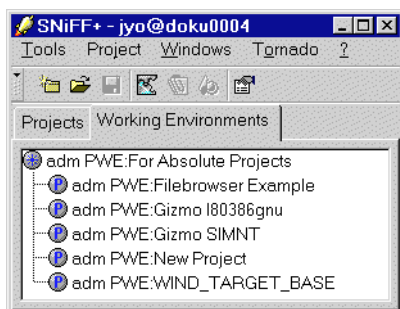 SNiFF+ - jyo@doku0004
Tools Project Windows Tornado ?
Projects Working Environments
adm PWE:For Absolute Projects
P adm PWE:Filebrowser Example
P adm PWE:Gizmo I80386gnu
P adm PWE:Gizmo SIMNT
P adm PWE:New Project
P adm PWE:WIND_TARGET_BASE